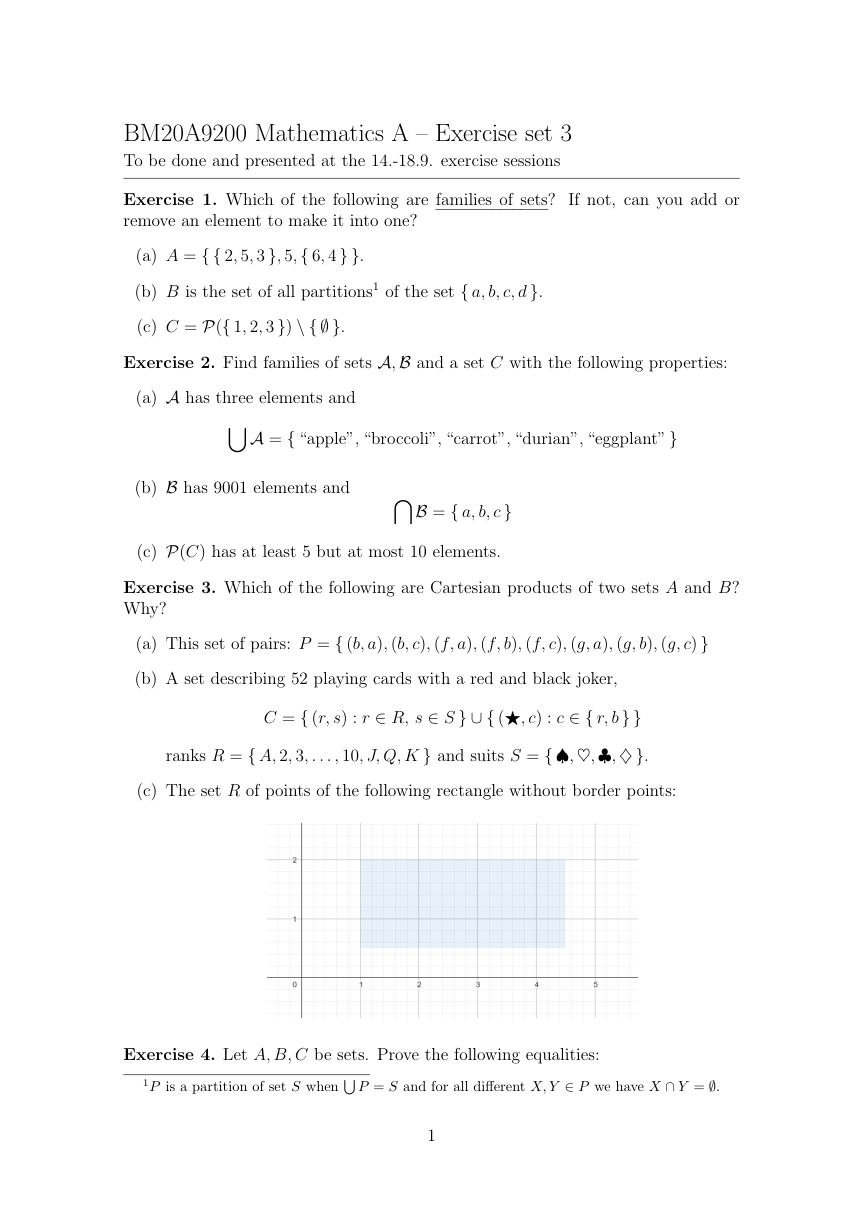 BM20A9200 Mathematics A – Exercise set 3
To be done and presented at the 14.-18.9. exercise sessions
Exercise 1. Which of the following are families of sets? If not, can you add or
remove an element to make it into one?
(a) A = { { 2, 5, 3 }, 5, { 6, 4 } }.
(b) B is the set of all partitions¹ of the set { a, b, c, d }.
(c) C = 𝒫({ 1, 2, 3 }) \ { ∅ }.
Exercise 2. Find families of sets 𝒜, ℬ and a set C with the following properties:
(a) 𝒜 has three elements and
⋃ 𝒜 = { “apple”, “broccoli”, “carrot”, “durian”, “eggplant” }
(b) ℬ has 9001 elements and
⋂ ℬ = { a, b, c }
(c) 𝒫(C) has at least 5 but at most 10 elements.
Exercise 3. Which of the following are Cartesian products of two sets A and B?
Why?
(a) This set of pairs: P = { (b, a), (b, c), (f, a), (f, b), (f, c), (g, a), (g, b), (g, c) }
(b) A set describing 52 playing cards with a red and black joker,
C = { (r, s) : r ∈ R, s ∈ S } ∪ { (★, c) : c ∈ { r, b } }
ranks R = { A, 2, 3, . . . , 10, J, Q, K } and suits S = { ♠, ♡, ♣, ♢ }.
(c) The set R of points of the following rectangle without border points:
2
1
0 1 2 3 4 5
Exercise 4. Let A, B, C be sets. Prove the following equalities:
¹P is a partition of set S when ⋃ P = S and for all different X, Y ∈ P we have X ∩ Y = ∅.
1